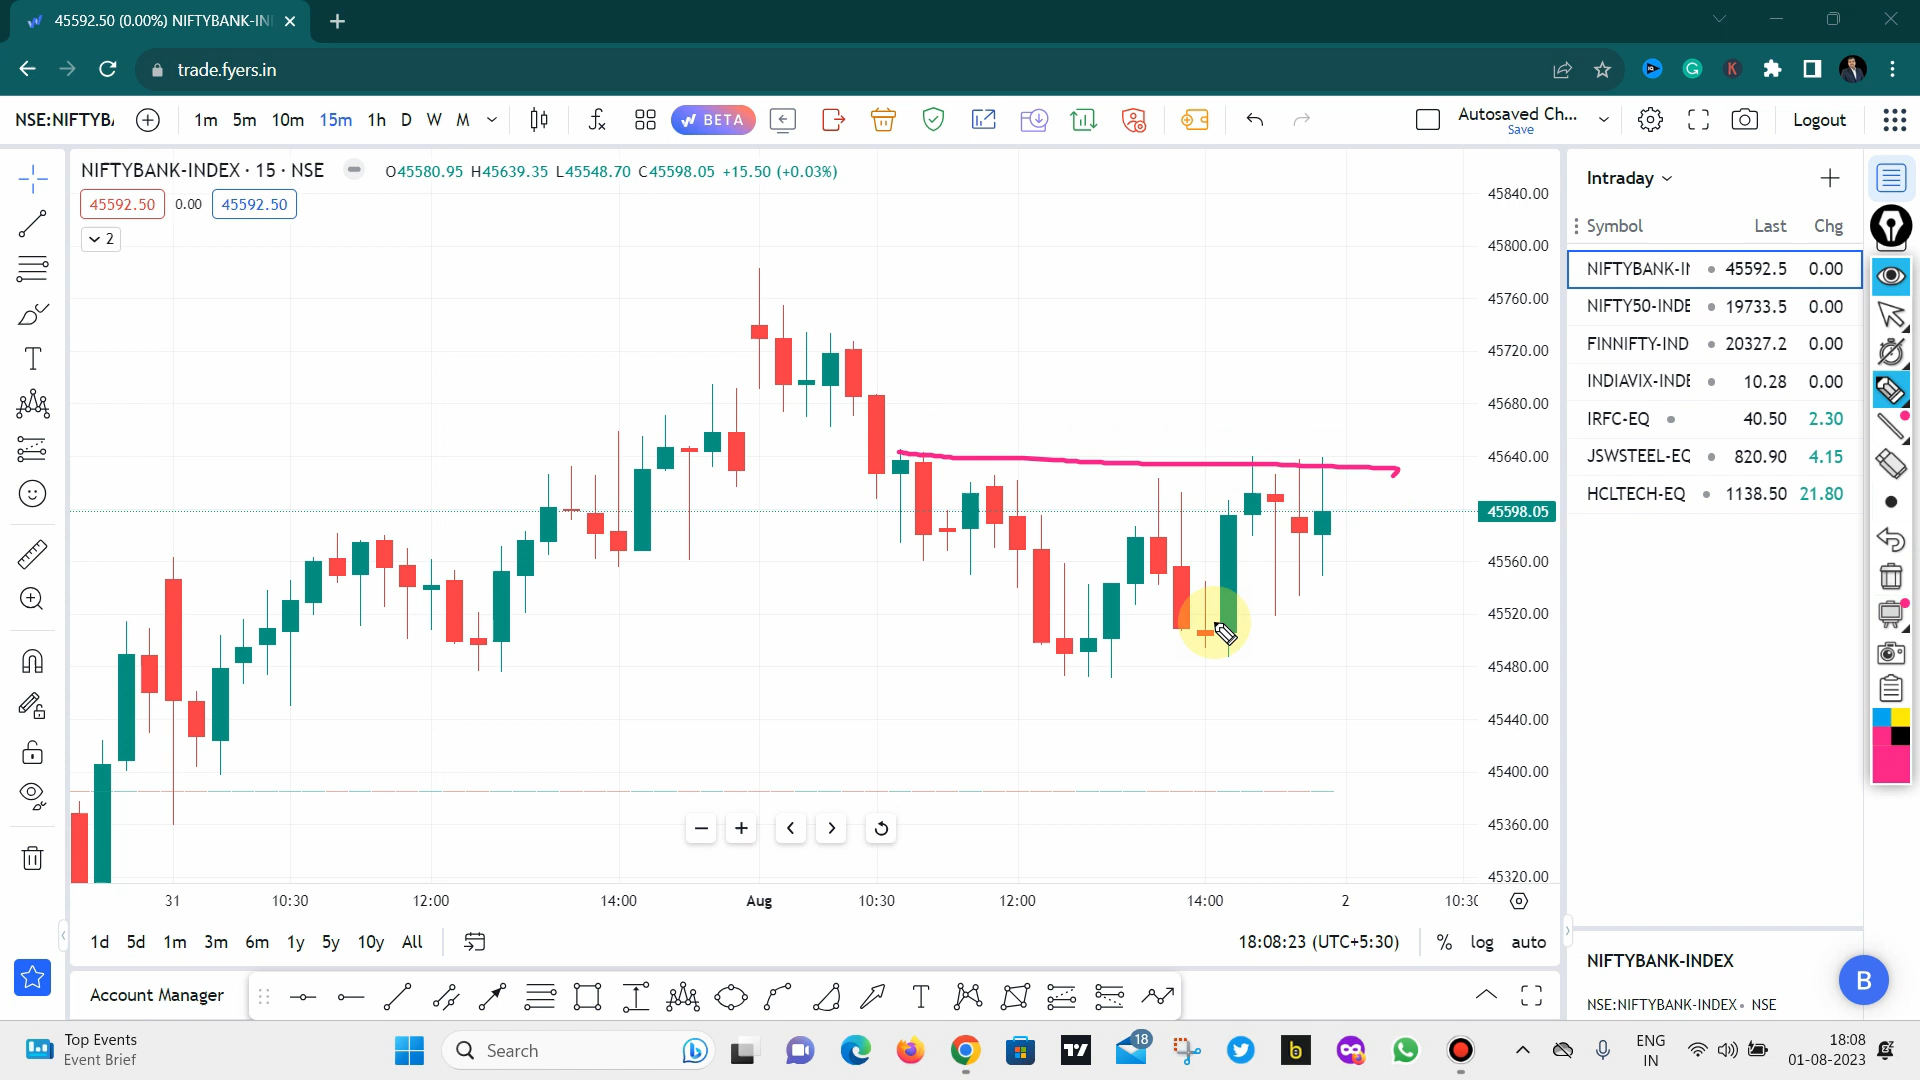 45592.50 (0.00%) NIFTYBANK-IN
trade.fyers.in
NSE:NIFTYB
1m 5m 10m 15m 1h D W M
BETA
Autosaved Ch...
Save
Logout
NIFTYBANK-INDEX · 15 · NSE
O45580.95 H45639.35 L45548.70 C45598.05 +15.50 (+0.03%)
45592.50 0.00 45592.50
2
45840.00
45800.00
45760.00
45720.00
45680.00
45640.00
45598.05
45560.00
45520.00
45480.00
45440.00
45400.00
45360.00
45320.00
31 10:30 12:00 14:00 Aug 10:30 12:00 14:00 2 10:30
1d 5d 1m 3m 6m 1y 5y 10y All
18:08:23 (UTC+5:30) % log auto
Account Manager
Intraday
Symbol Last Chg
NIFTYBANK-IN 45592.5 0.00
NIFTY50-INDE 19733.5 0.00
FINNIFTY-IND 20327.2 0.00
INDIAVIX-INDE 10.28 0.00
IRFC-EQ 40.50 2.30
JSWSTEEL-EQ 820.90 4.15
HCLTECH-EQ 1138.50 21.80
NIFTYBANK-INDEX
NSE:NIFTYBANK-INDEX • NSE
B
Top Events
Event Brief
Search
18
ENG
IN
18:08
01-08-2023